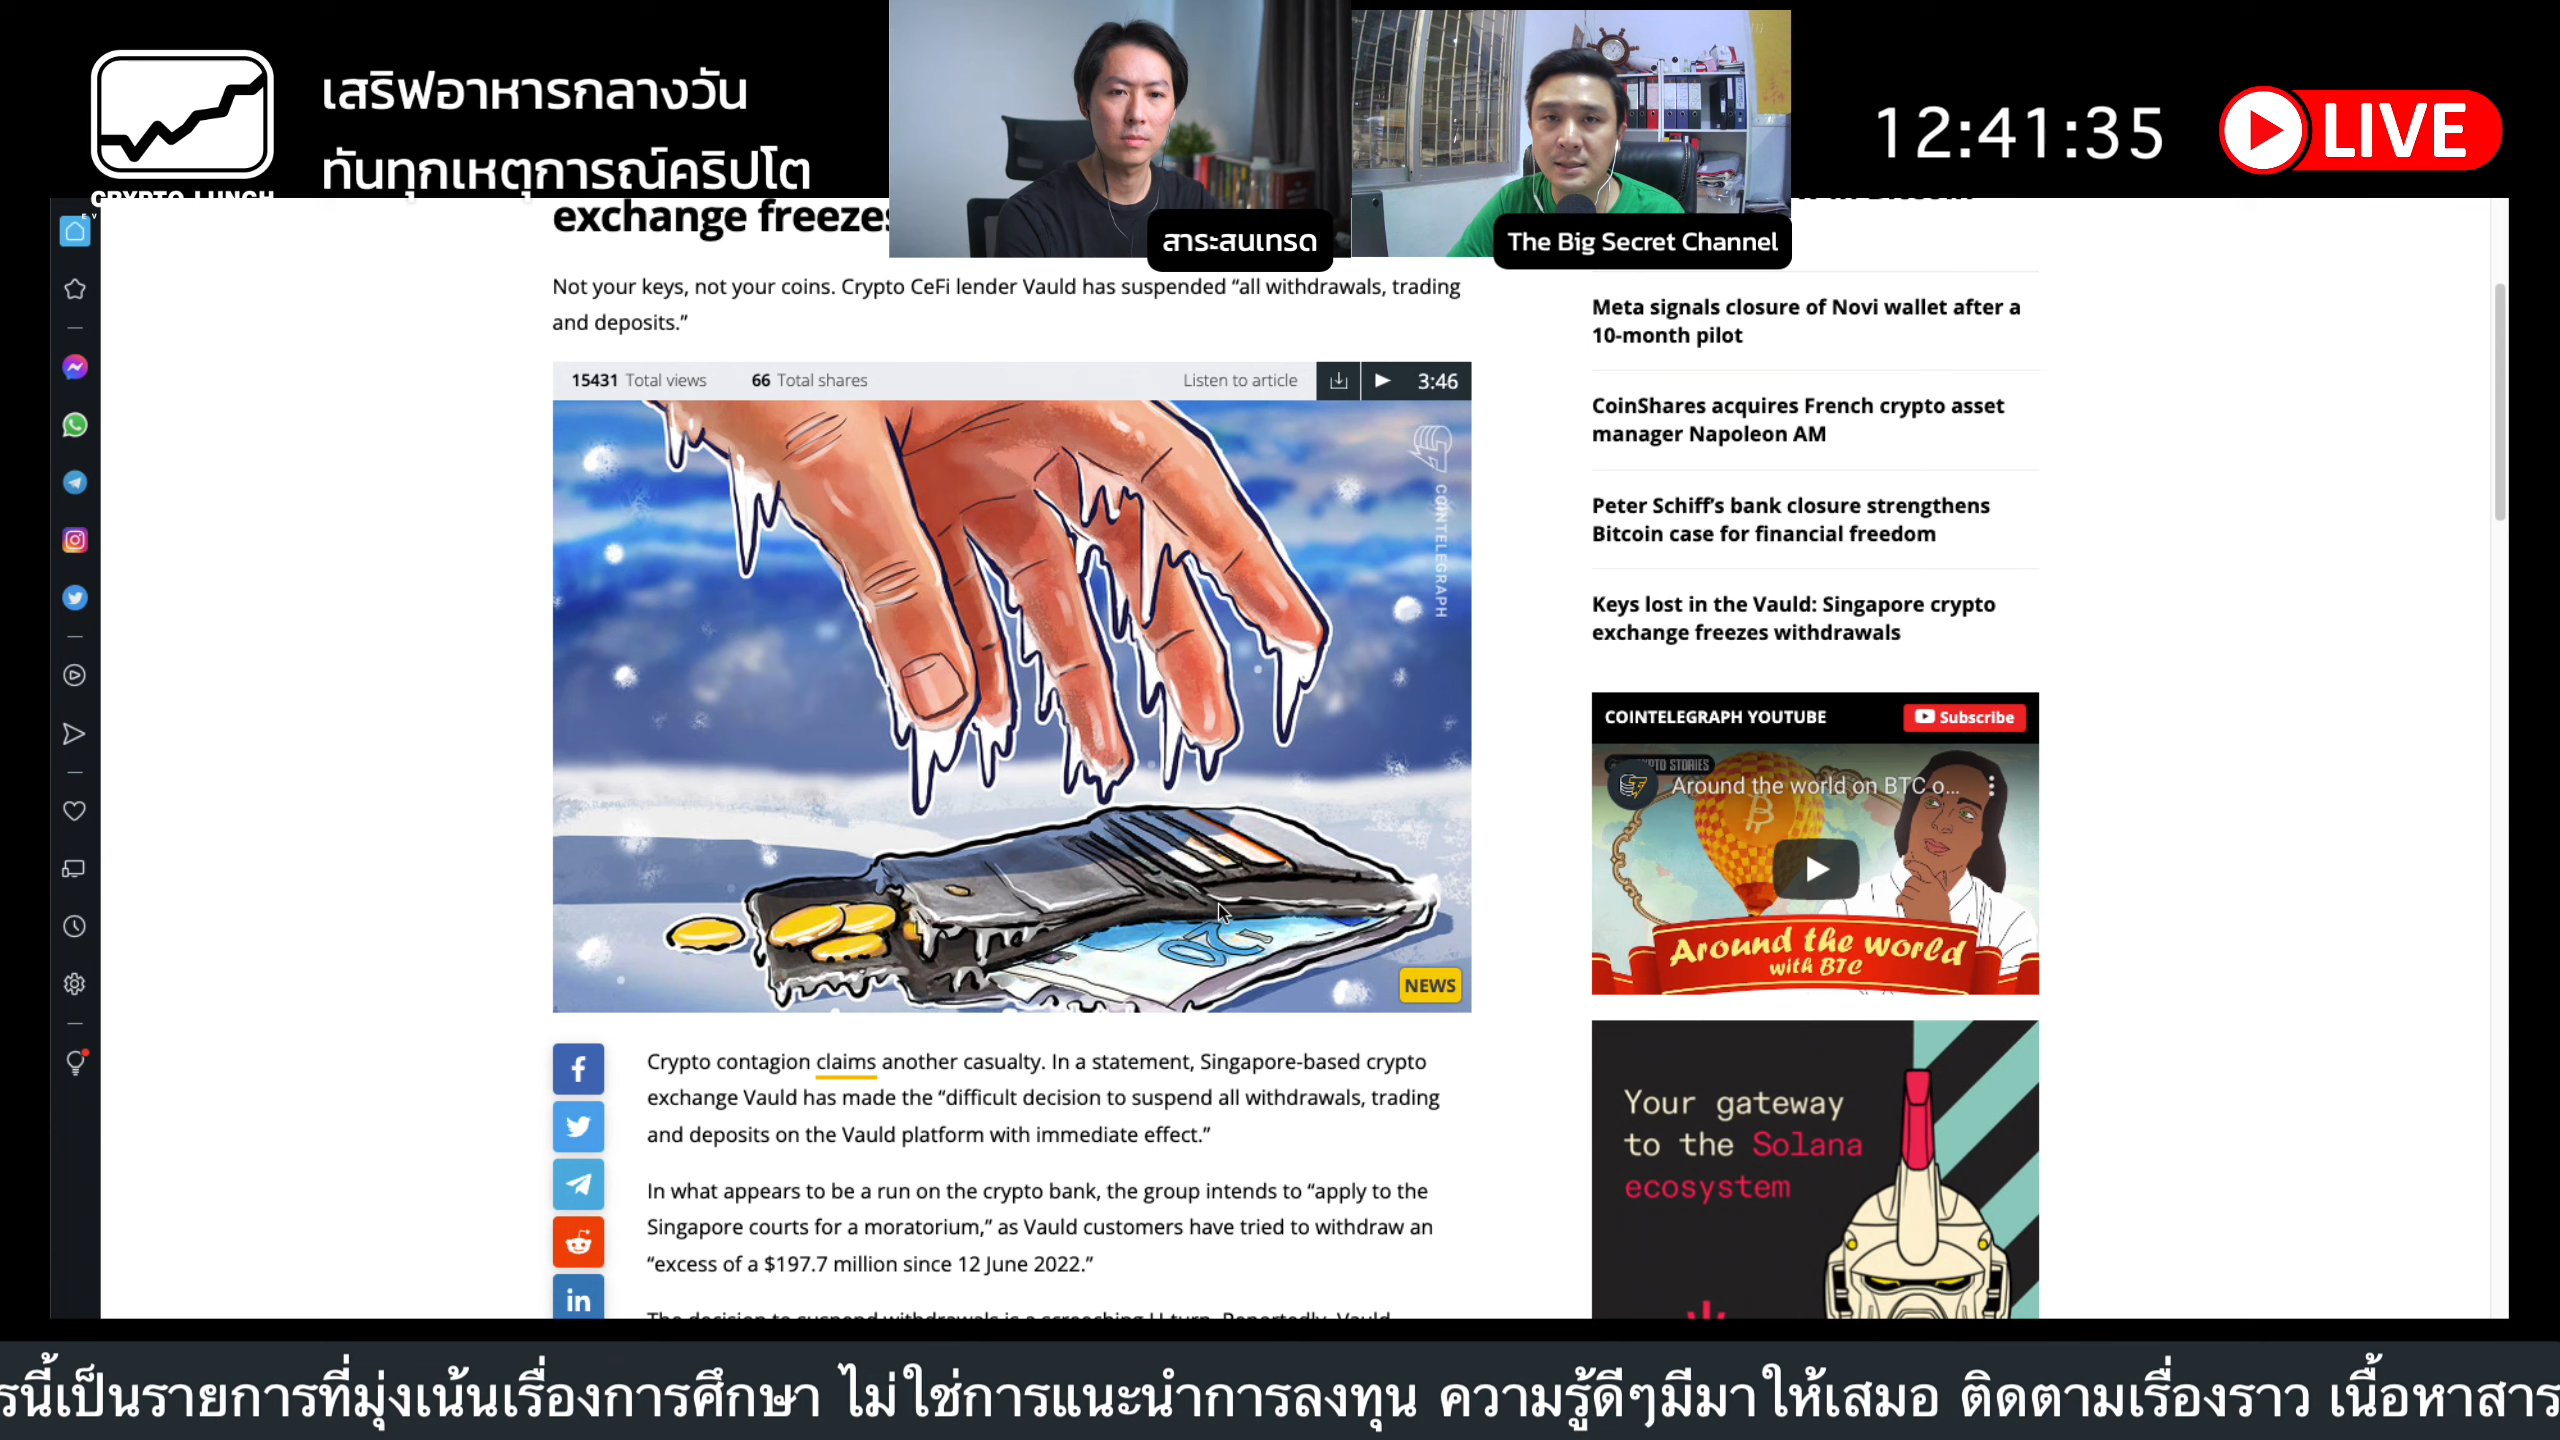 CRYPTO LUNCH
เสริฟอาหารกลางวัน
ทันทุกเหตุการณ์คริปโต
สาระสนเทรด
The Big Secret Channel
12:41:35
LIVE
exchange freezes
Not your keys, not your coins. Crypto CeFi lender Vauld has suspended “all withdrawals, trading
and deposits.”
15431 Total views
66 Total shares
Listen to article
3:46
COINTELEGRAPH
20
NEWS
Crypto contagion claims another casualty. In a statement, Singapore-based crypto
exchange Vauld has made the “difficult decision to suspend all withdrawals, trading
and deposits on the Vauld platform with immediate effect.”
In what appears to be a run on the crypto bank, the group intends to “apply to the
Singapore courts for a moratorium,” as Vauld customers have tried to withdraw an
“excess of a $197.7 million since 12 June 2022.”
The decision to suspend withdrawals is a screeching U-turn. Reportedly, Vauld
Meta signals closure of Novi wallet after a
10-month pilot
CoinShares acquires French crypto asset
manager Napoleon AM
Peter Schiff’s bank closure strengthens
Bitcoin case for financial freedom
Keys lost in the Vauld: Singapore crypto
exchange freezes withdrawals
COINTELEGRAPH YOUTUBE
Subscribe
STORIES
Around the world on BTC o...
Around the world
with BTC
Your gateway
to the Solana
ecosystem
รนี้เป็นรายการที่มุ่งเน้นเรื่องการศึกษา ไม่ใช่การแนะนำการลงทุน ความรู้ดีๆมีมาให้เสมอ ติดตามเรื่องราว เนื้อหาสาร